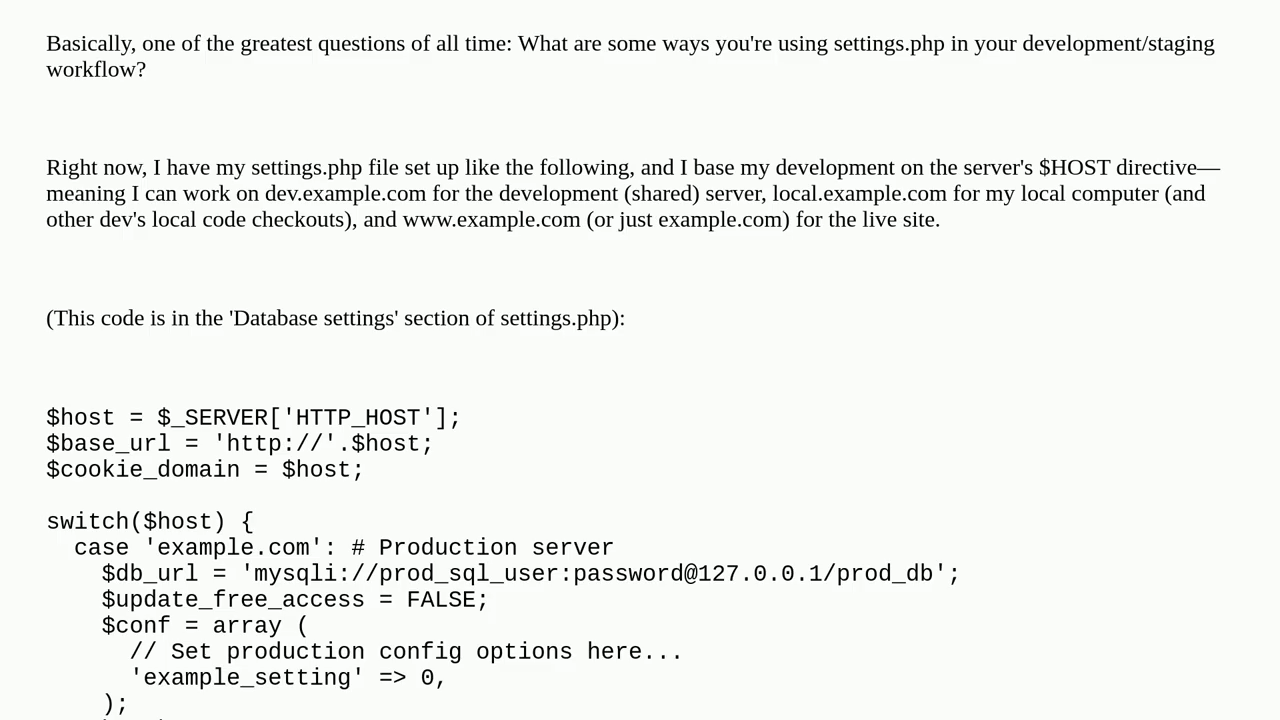 Basically, one of the greatest questions of all time: What are some ways you're using settings.php in your development/staging
workflow?
Right now, I have my settings.php file set up like the following, and I base my development on the server's $HOST directive—
meaning I can work on dev.example.com for the development (shared) server, local.example.com for my local computer (and
other dev's local code checkouts), and www.example.com (or just example.com) for the live site.
(This code is in the 'Database settings' section of settings.php):
$host = $_SERVER['HTTP_HOST'];
$base_url = 'http://'.$host;
$cookie_domain = $host;
switch($host) {
  case 'example.com': # Production server
    $db_url = 'mysqli://prod_sql_user:password@127.0.0.1/prod_db';
    $update_free_access = FALSE;
    $conf = array (
      // Set production config options here...
      'example_setting' => 0,
    );